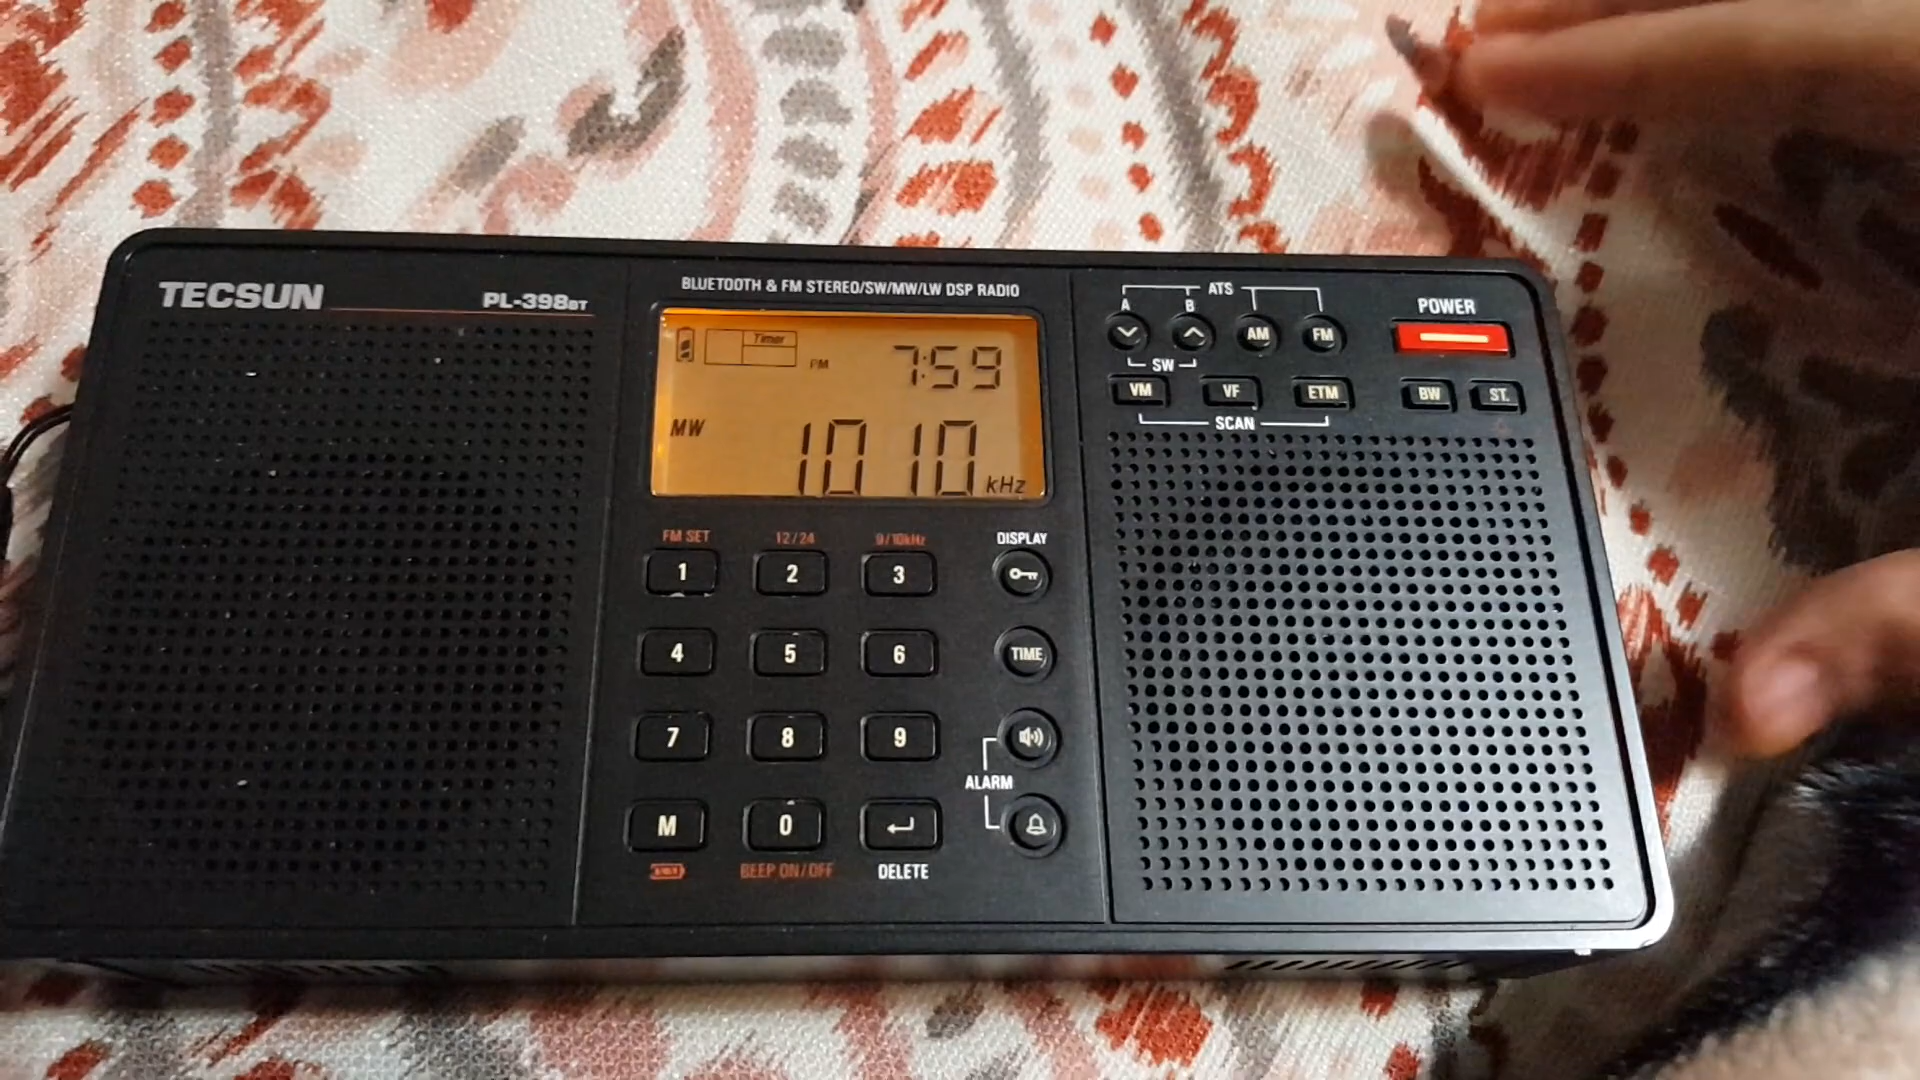 TECSUN
PL-398BT
BLUETOOTH & FM STEREO/SW/MW/LW DSP RADIO
Timer
PM
7:59
MW
1010
kHz
ATS
A
B
AM
FM
SW
VM
VF
ETM
SCAN
POWER
BW
ST.
FM SET
12/24
9/10kHz
DISPLAY
1
2
3
4
5
6
TIME
7
8
9
ALARM
M
0
BEEP ON/OFF
DELETE